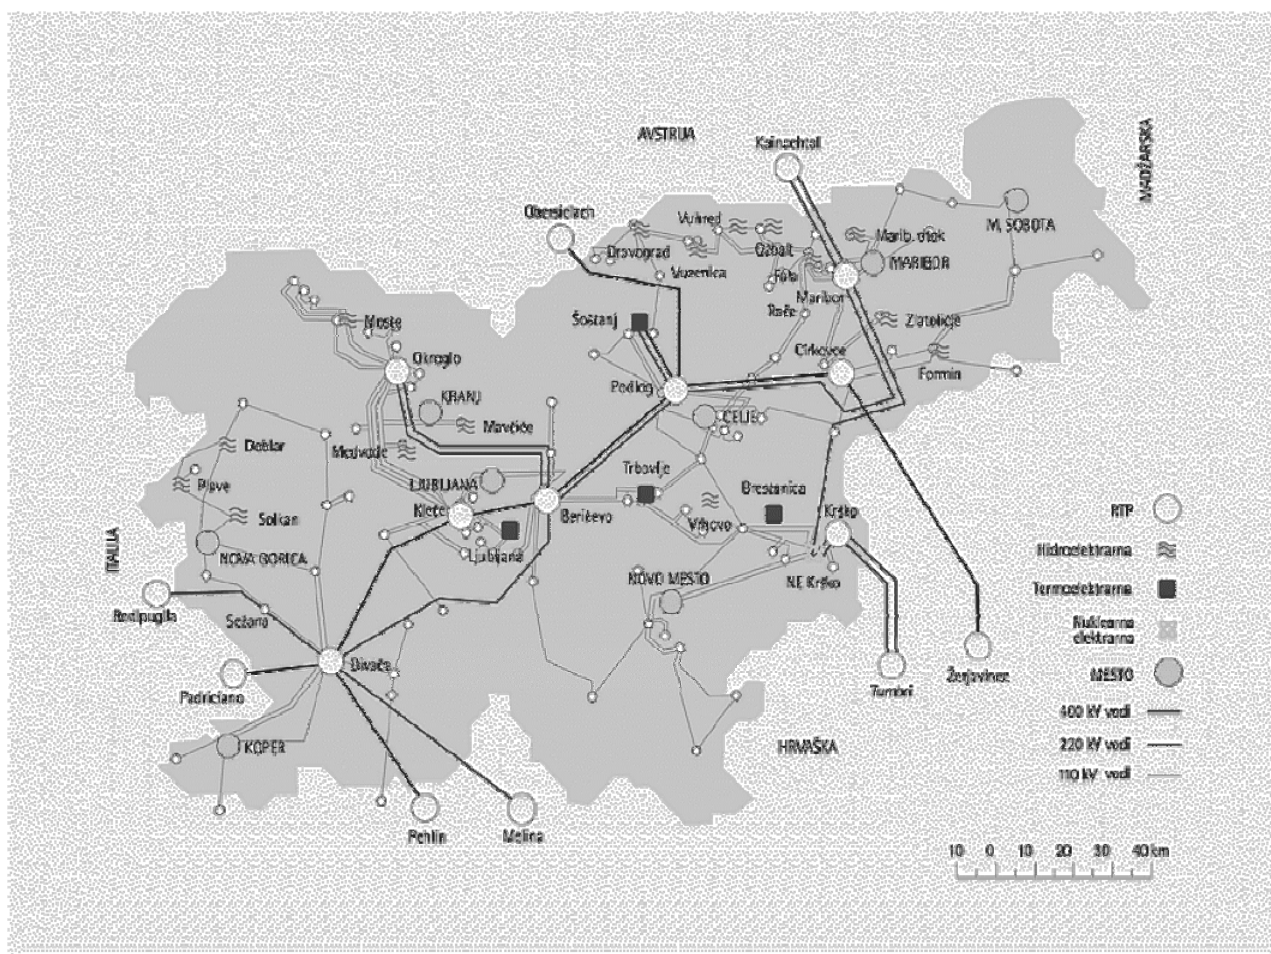 AVSTRIJA
MADŽARSKA
Kainachtal
Obersielach
Vuhred
M. SOBOTA
Marib. otok
Dravograd
Ožbalt
Vuzenica
Fala
MARIBOR
Maribor
Rače
Zlatoličje
Šoštanj
Moste
Okroglo
Cirkovce
Formin
Podlog
KRANJ
CELJE
Mavčiče
Doblar
Medvode
Trbovlje
LJUBLJANA
Brestanica
Plave
Kleče
Beričevo
Vrhovo
Krško
RTP
Solkan
ITALIJA
NOVA GORICA
Ljubljana
Hidroelektrarna
NOVO MESTO
NE Krško
Termoelektrarna
Redipuglia
Sežana
Nuklearna
elektrarna
Divača
MESTO
Padriciano
Tumbri
Žerjavinec
400 kV vodi
KOPER
HRVAŠKA
220 kV vodi
110 kV vodi
Pehlin
Melina
10 0 10 20 30 40 km